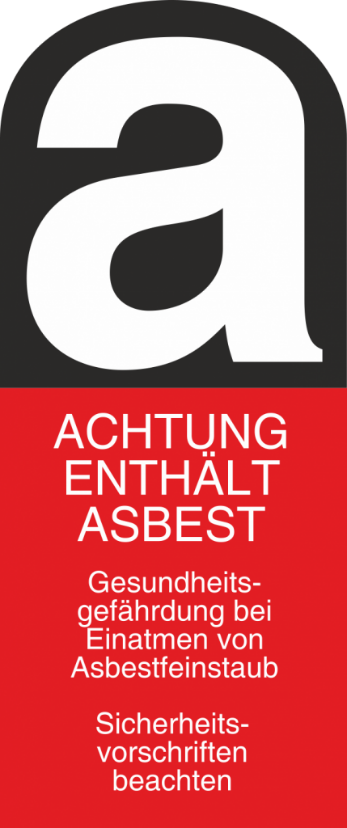 a
ACHTUNG
ENTHÄLT
ASBEST
Gesundheits-
gefährdung bei
Einatmen von
Asbestfeinstaub
Sicherheits-
vorschriften
beachten